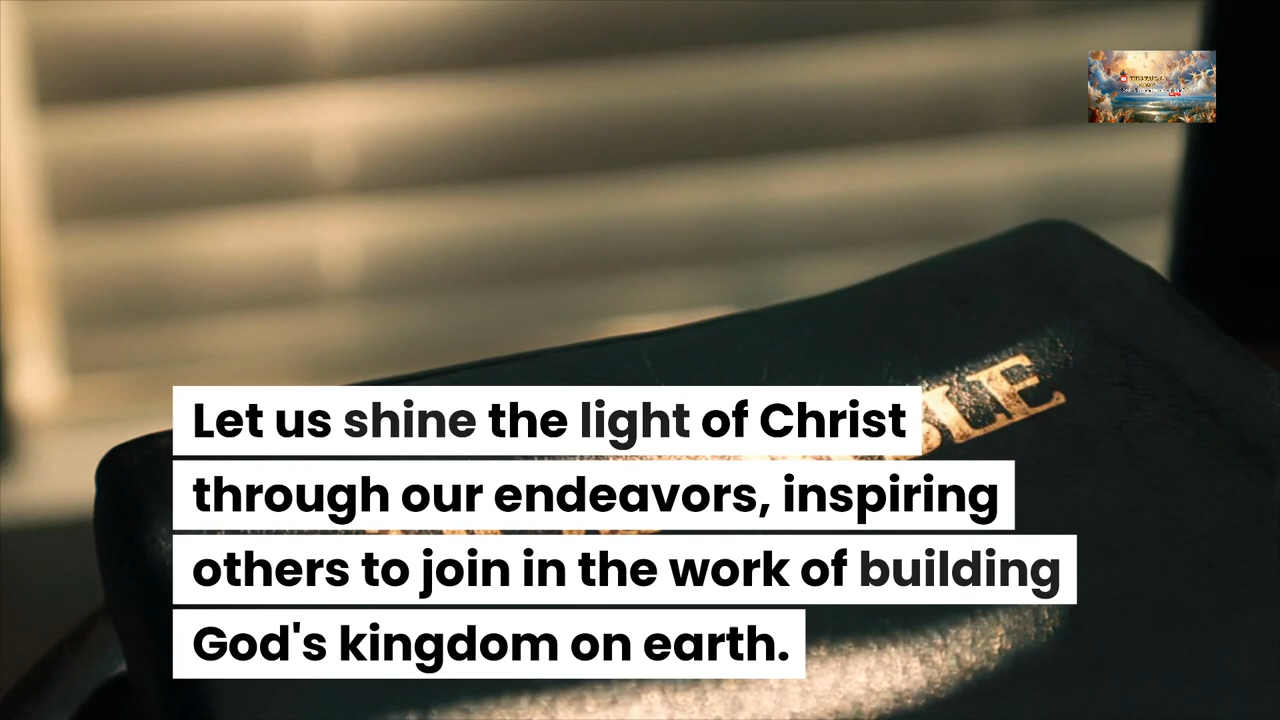 Let us shine the light of Christ
through our endeavors, inspiring
others to join in the work of building
God's kingdom on earth.